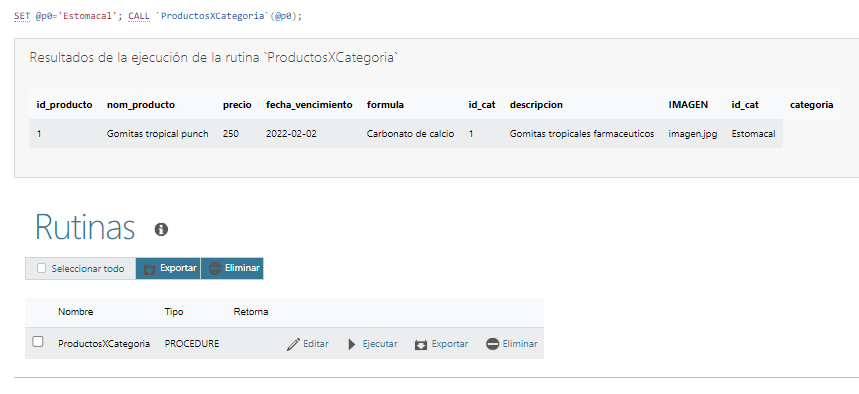 SET @p0='Estomacal'; CALL `ProductosXCategoria`(@p0);
Resultados de la ejecución de la rutina `ProductosXCategoria`
id_producto nom_producto precio fecha_vencimiento formula id_cat descripcion IMAGEN id_cat categoria
1 Gomitas tropical punch 250 2022-02-02 Carbonato de calcio 1 Gomitas tropicales farmaceuticos imagen.jpg Estomacal
Rutinas
Seleccionar todo Exportar Eliminar
Nombre Tipo Retorna
ProductosXCategoria PROCEDURE Editar Ejecutar Exportar Eliminar